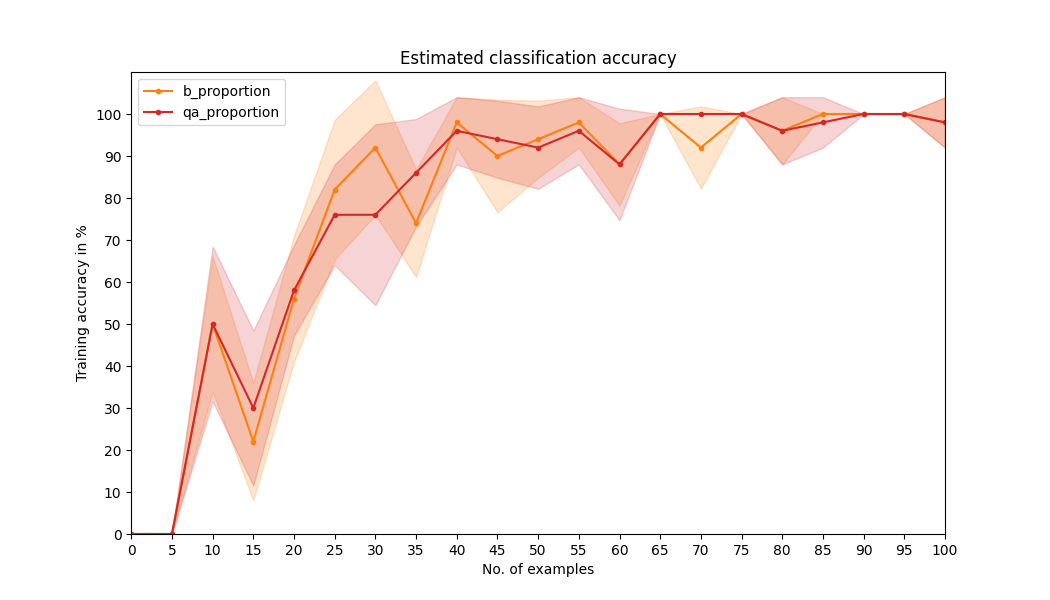 Estimated classification accuracy
b_proportion
qa_proportion
Training accuracy in %
100
90
80
70
60
50
40
30
20
10
0
0 5 10 15 20 25 30 35 40 45 50 55 60 65 70 75 80 85 90 95 100
No. of examples